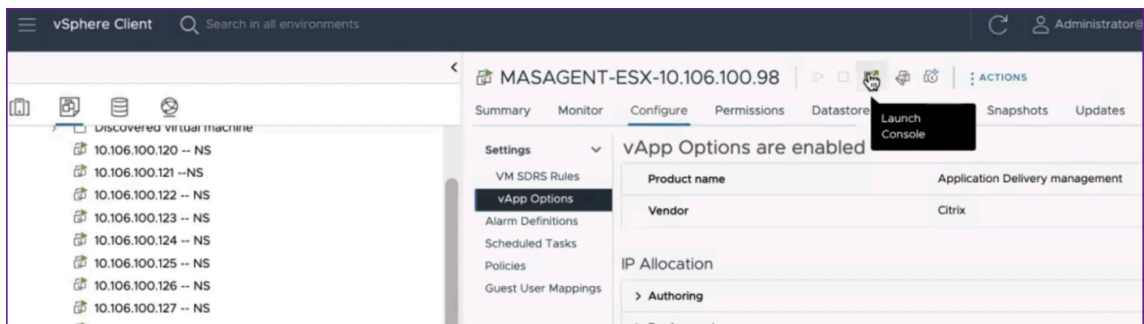 vSphere Client
Search in all environments
Administrator@
Discovered virtual machine
10.106.100.120 -- NS
10.106.100.121 --NS
10.106.100.122 -- NS
10.106.100.123 -- NS
10.106.100.124 -- NS
10.106.100.125 -- NS
10.106.100.126 -- NS
10.106.100.127 -- NS
MASAGENT-ESX-10.106.100.98
ACTIONS
Summary Monitor Configure Permissions Datastore Snapshots Updates
Launch
Console
Settings
VM SDRS Rules
vApp Options
Alarm Definitions
Scheduled Tasks
Policies
Guest User Mappings
vApp Options are enabled
Product name Application Delivery management
Vendor Citrix
IP Allocation
Authoring